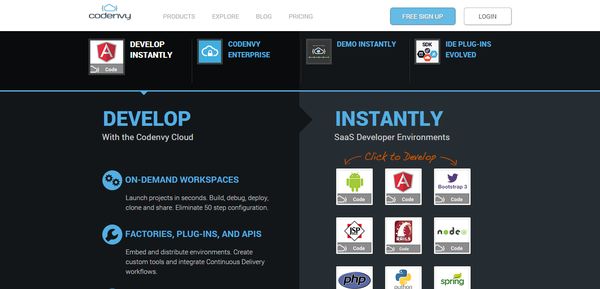 codenvy
PRODUCTS EXPLORE BLOG PRICING
FREE SIGN UP
LOGIN
Code
DEVELOP
INSTANTLY
CODENVY
ENTERPRISE
DEMO INSTANTLY
SDK
IDE PLUG-INS
EVOLVED
DEVELOP
With the Codenvy Cloud
ON-DEMAND WORKSPACES
Launch projects in seconds. Build, debug, deploy,
clone and share. Eliminate 50 step configuration.
FACTORIES, PLUG-INS, AND APIS
Embed and distribute environments. Create
custom tools and integrate Continuous Delivery
workflows.
INSTANTLY
SaaS Developer Environments
Click to Develop
Code
Code
Bootstrap 3
Code
JSP
Code
RAILS
Code
node
Code
php
python
spring